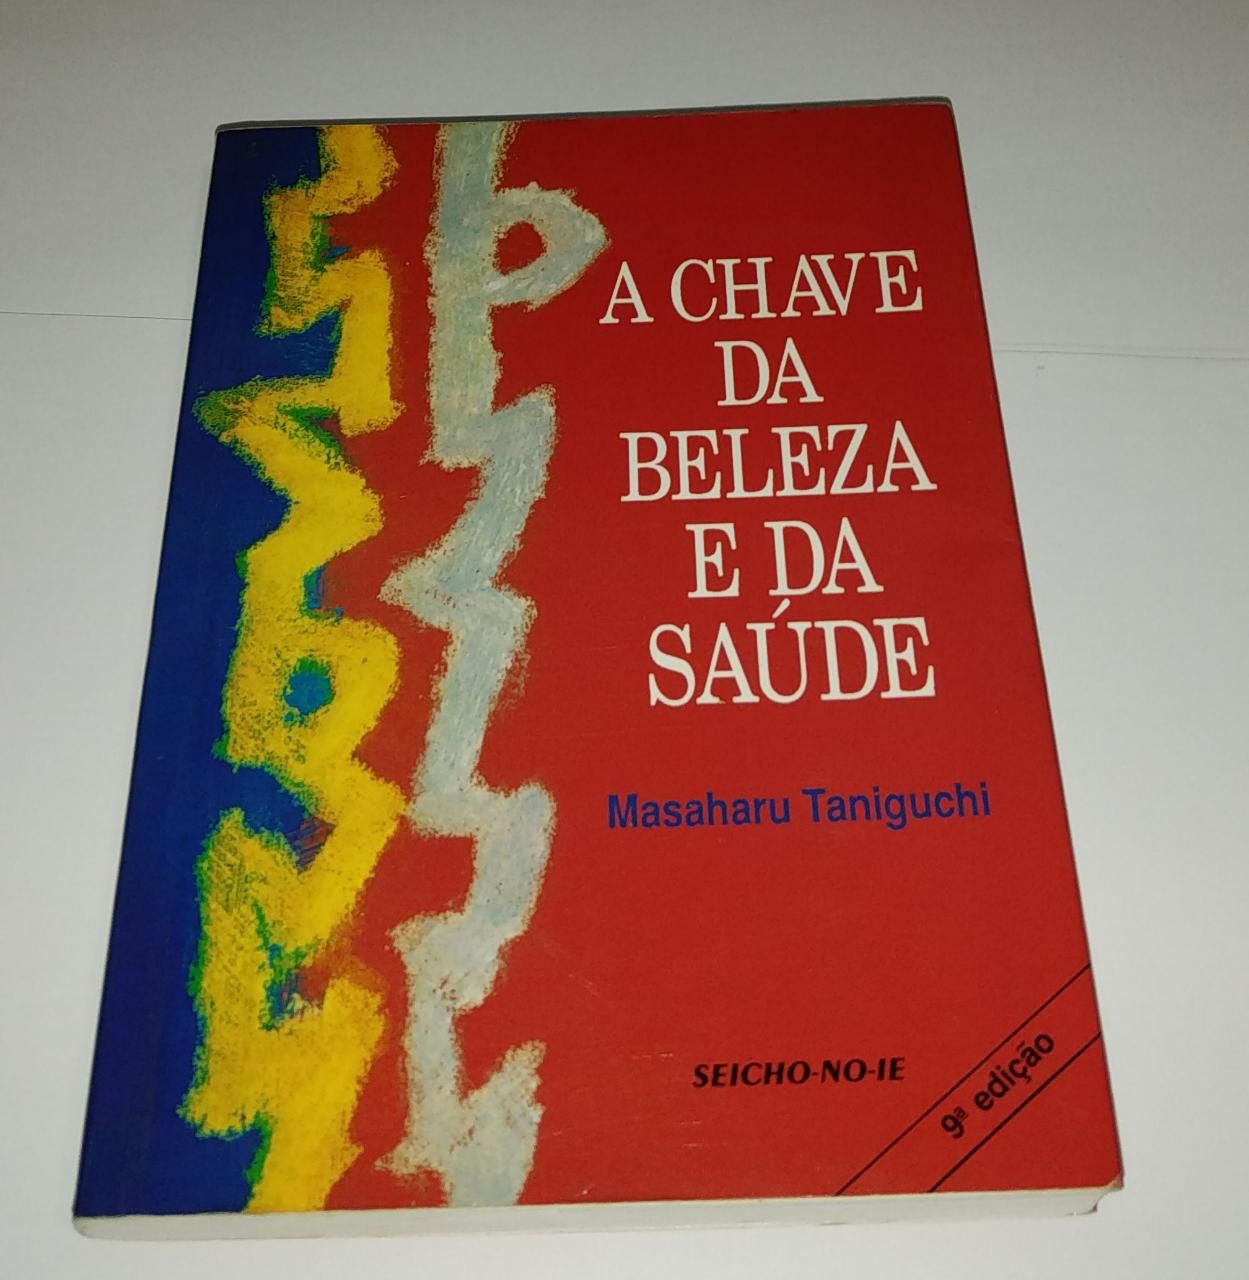 A CHAVE
DA
BELEZA
E DA
SAÚDE
Masaharu Taniguchi
SEICHO-NO-IE
9ª edição